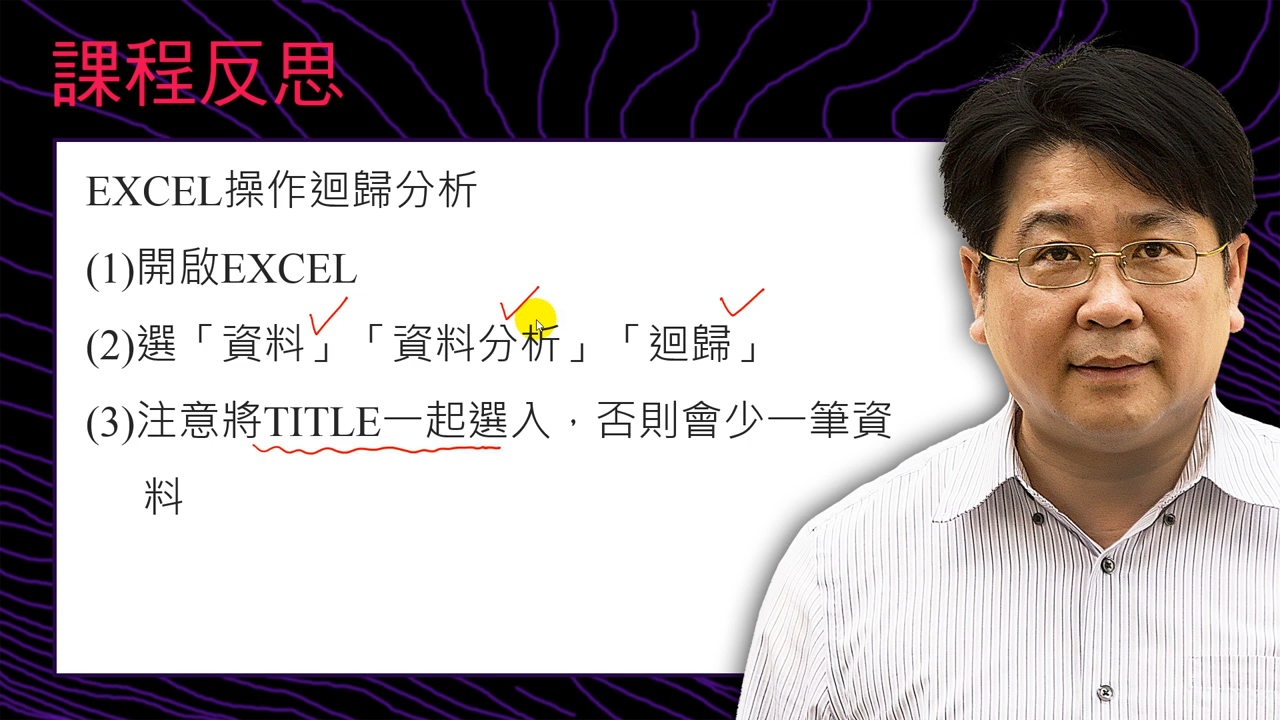 課程反思
EXCEL操作迴歸分析
(1)開啟EXCEL
(2)選「資料」「資料分析」「迴歸」
(3)注意將TITLE一起選入，否則會少一筆資
料